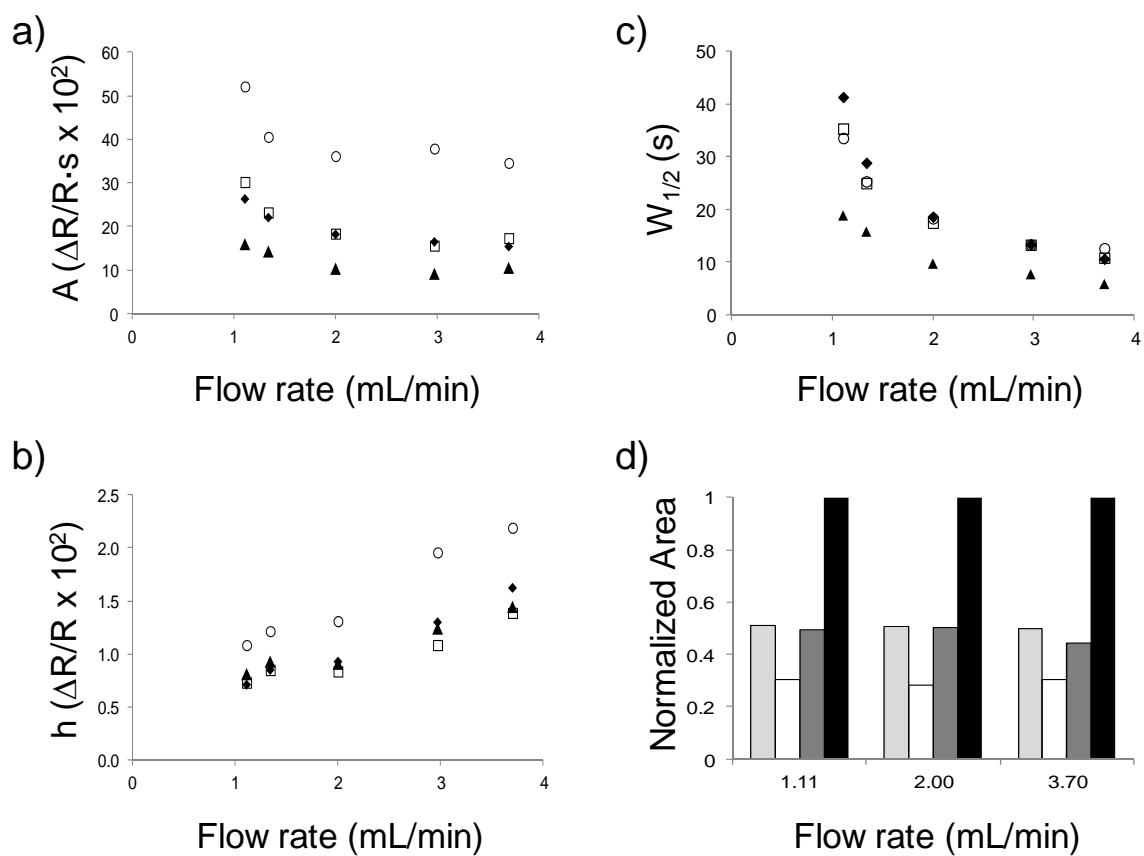 a)
A (ΔR/R·s x 10²)
60
50
40
30
20
10
0
0 1 2 3 4
Flow rate (mL/min)
b)
h (ΔR/R x 10²)
2.5
2.0
1.5
1.0
0.5
0.0
0 1 2 3 4
Flow rate (mL/min)
c)
W1/2 (s)
50
40
30
20
10
0
0 1 2 3 4
Flow rate (mL/min)
d)
Normalized Area
1
0.8
0.6
0.4
0.2
0
1.11 2.00 3.70
Flow rate (mL/min)